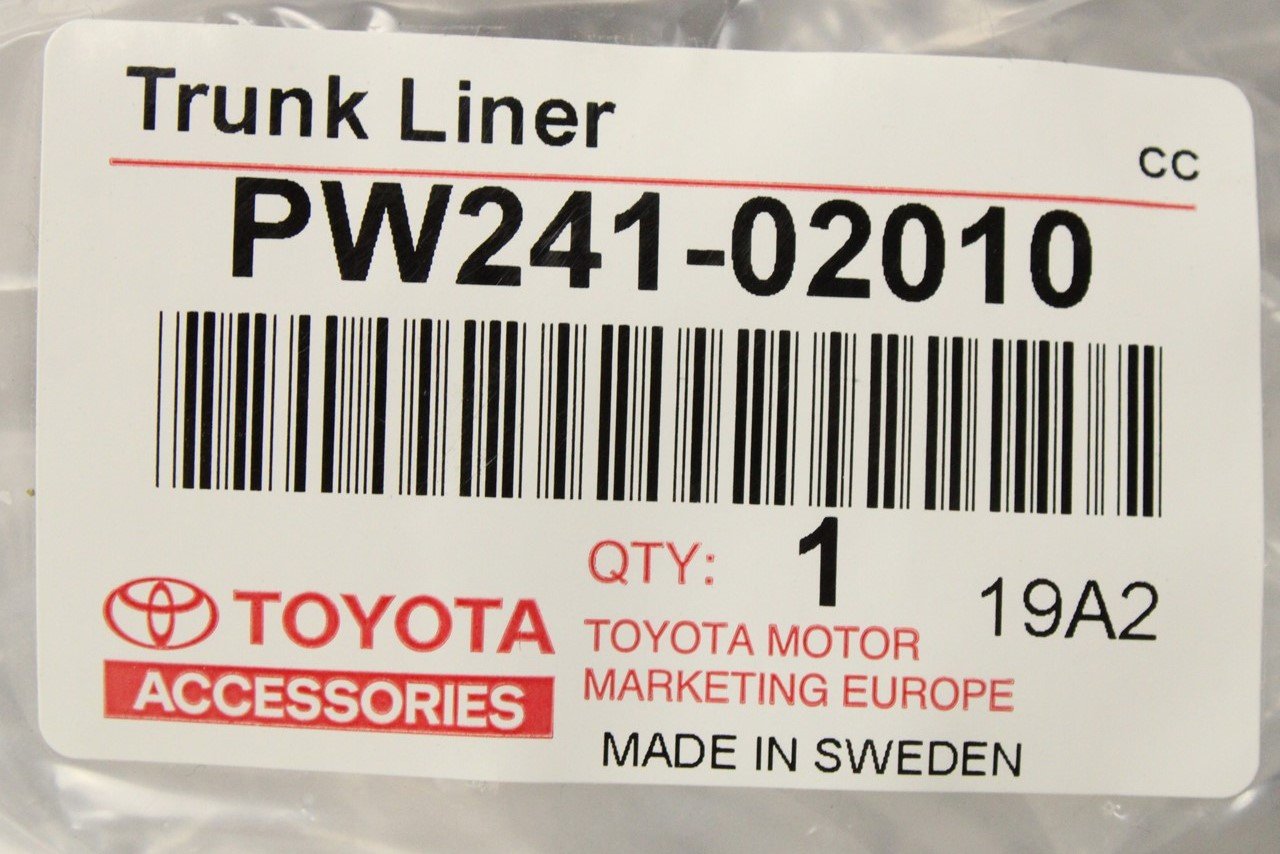 Trunk Liner
CC
PW241-02010
QTY: 1
19A2
TOYOTA
ACCESSORIES
TOYOTA MOTOR
MARKETING EUROPE
MADE IN SWEDEN